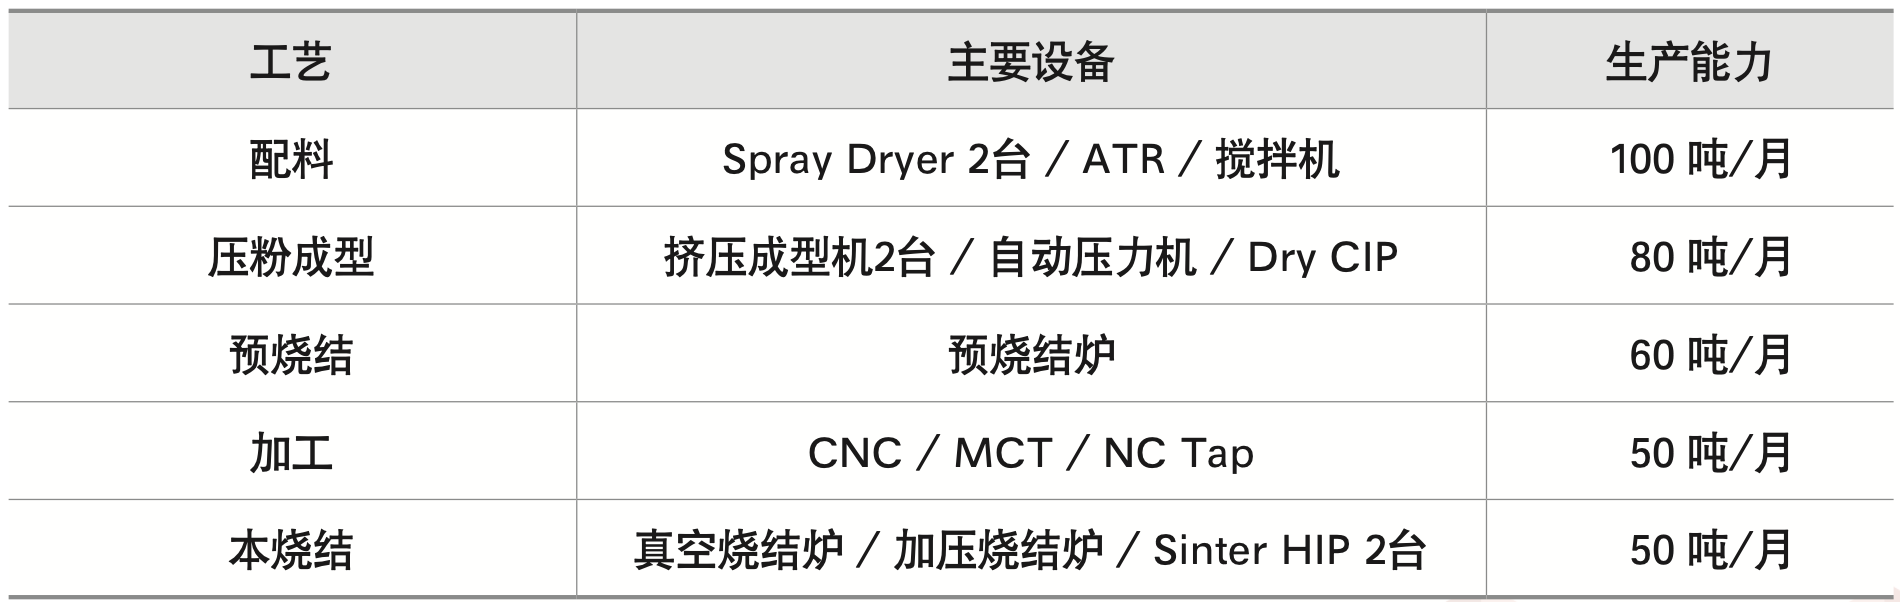 工艺 主要设备 生产能力
配料 Spray Dryer 2台 / ATR / 搅拌机 100 吨/月
压粉成型 挤压成型机2台 / 自动压力机 / Dry CIP 80 吨/月
预烧结 预烧结炉 60 吨/月
加工 CNC / MCT / NC Tap 50 吨/月
本烧结 真空烧结炉 / 加压烧结炉 / Sinter HIP 2台 50 吨/月